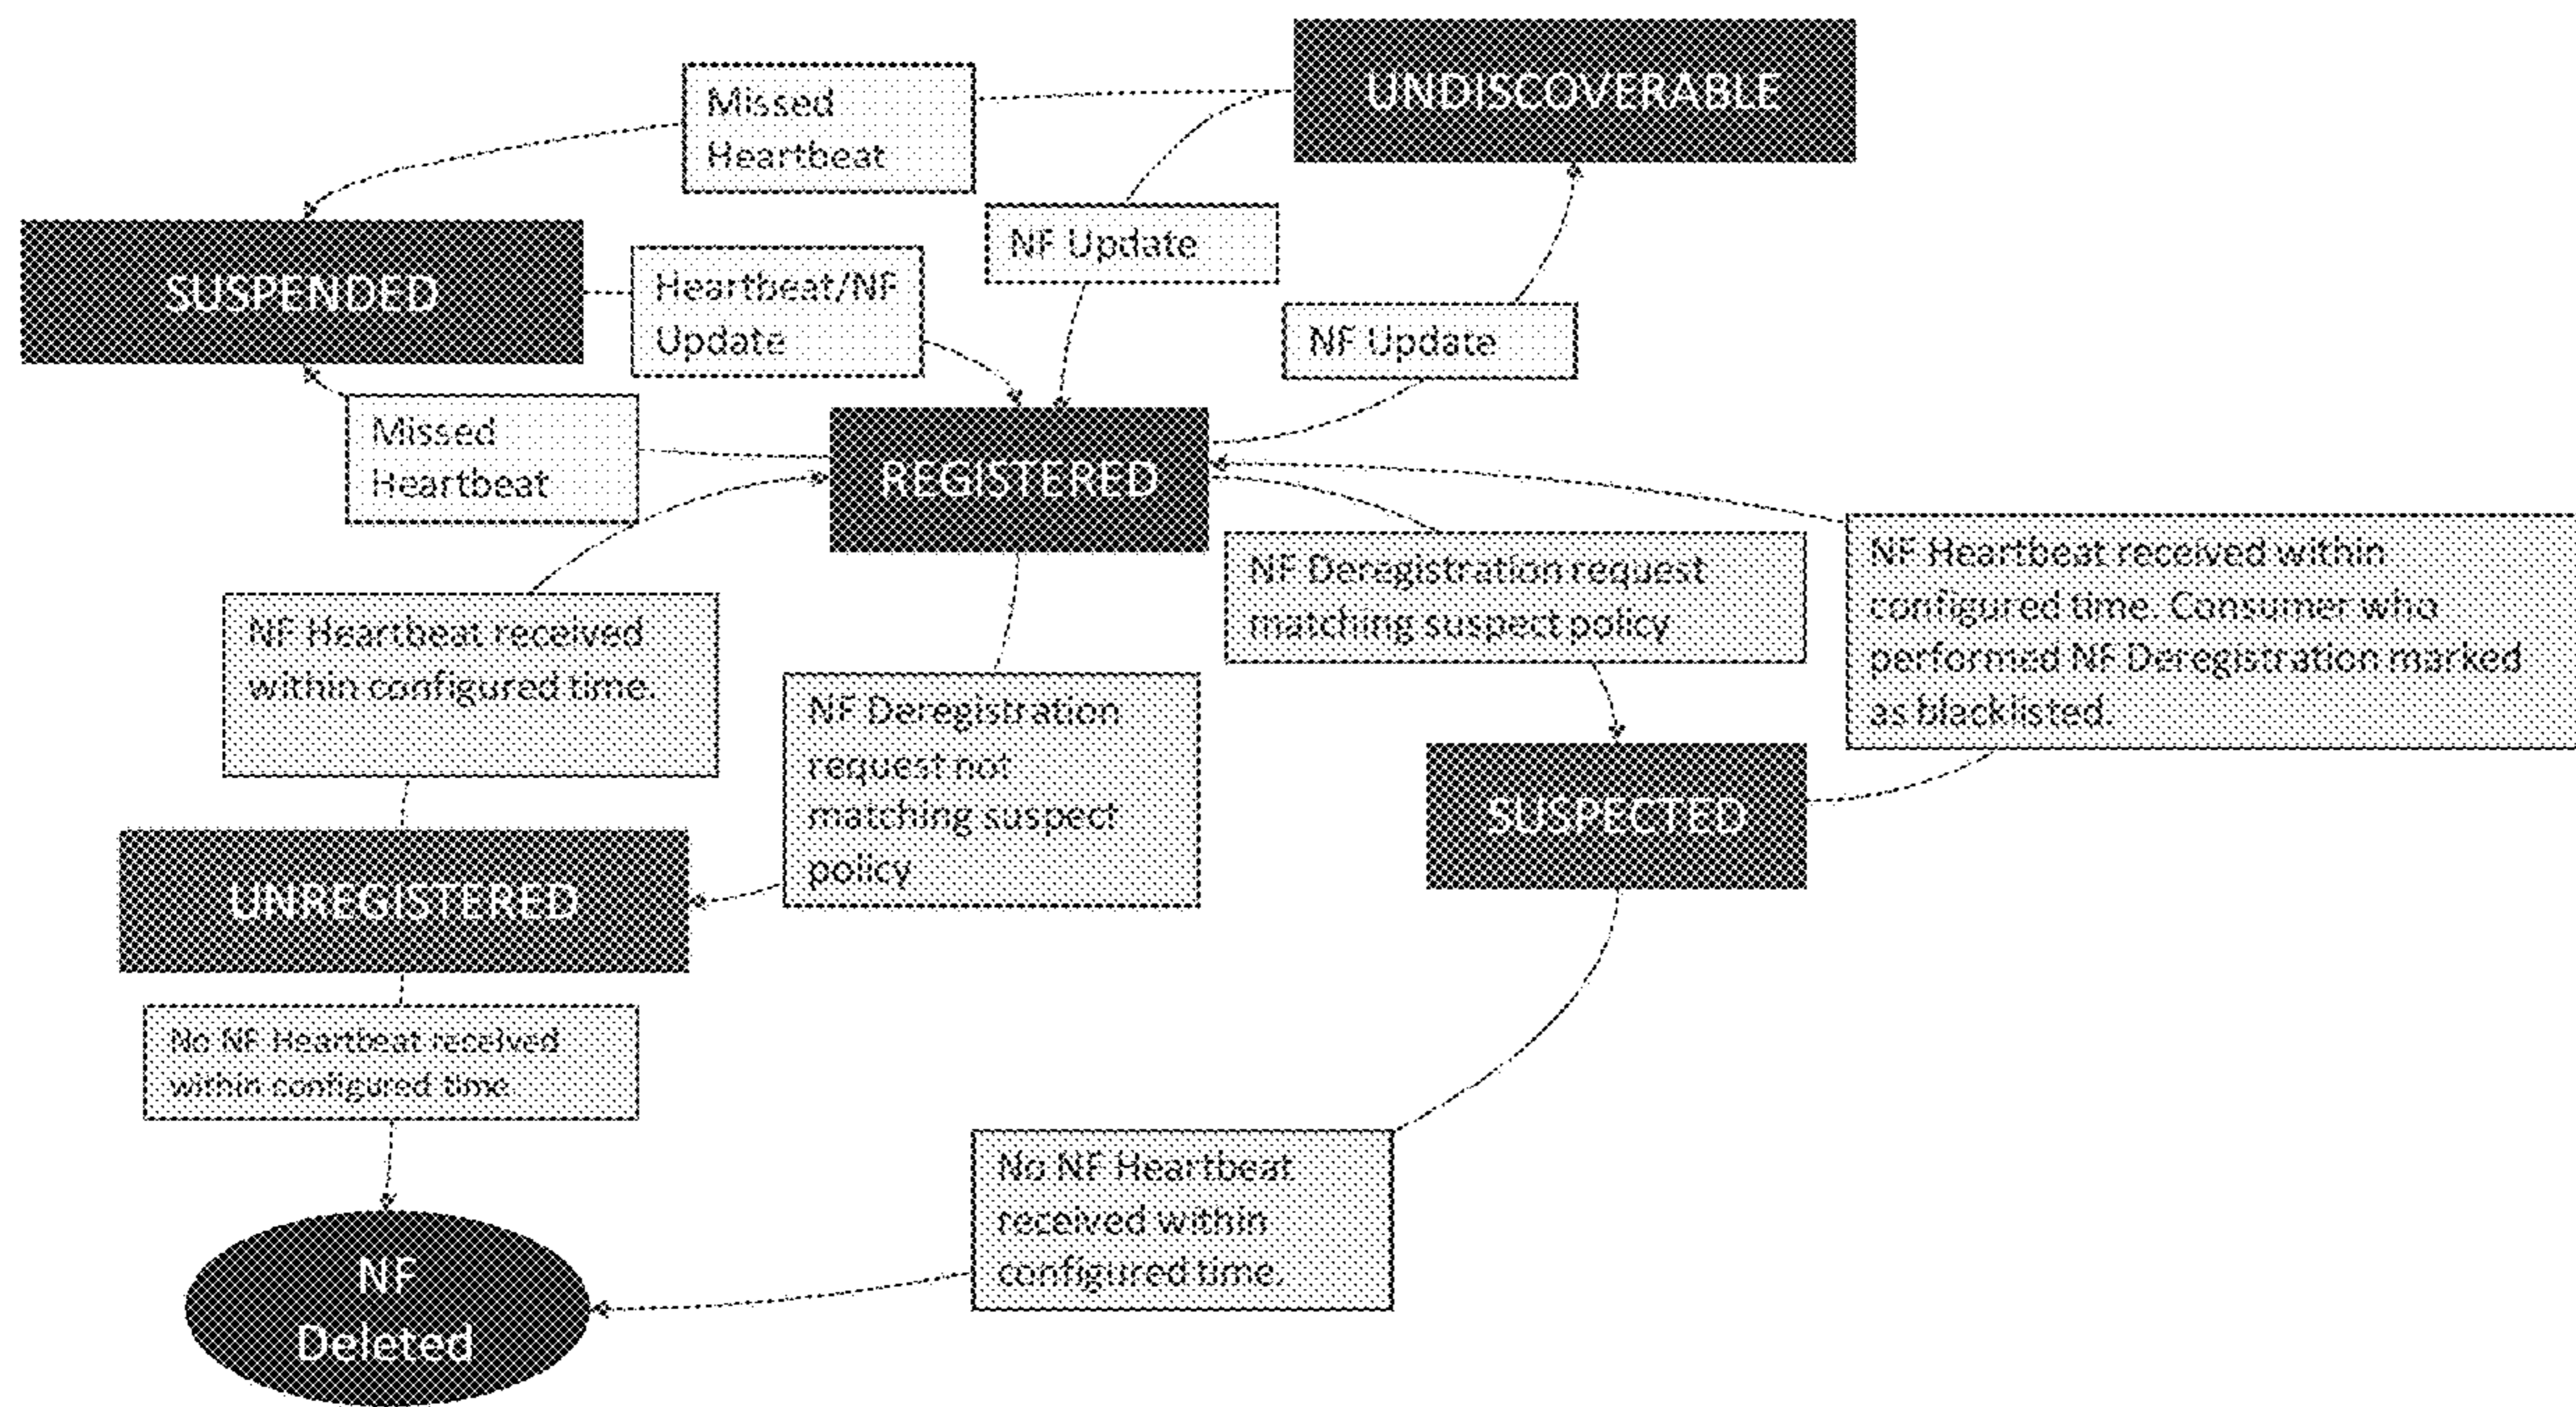 UNDISCOVERABLE
Missed
Heartbeat
NF Update
SUSPENDED
Heartbeat/NF
Update
NF Update
Missed
Heartbeat
REGISTERED
NF Deregistration request
matching suspect policy
NF Heartbeat received within
configured time. Consumer who
performed NF Deregistration marked
as blacklisted.
NF Heartbeat received
within configured time.
NF Deregistration
request not
matching suspect
policy
SUSPECTED
UNREGISTERED
No NF Heartbeat received
within configured time.
No NF Heartbeat
received within
configured time.
NF
Deleted